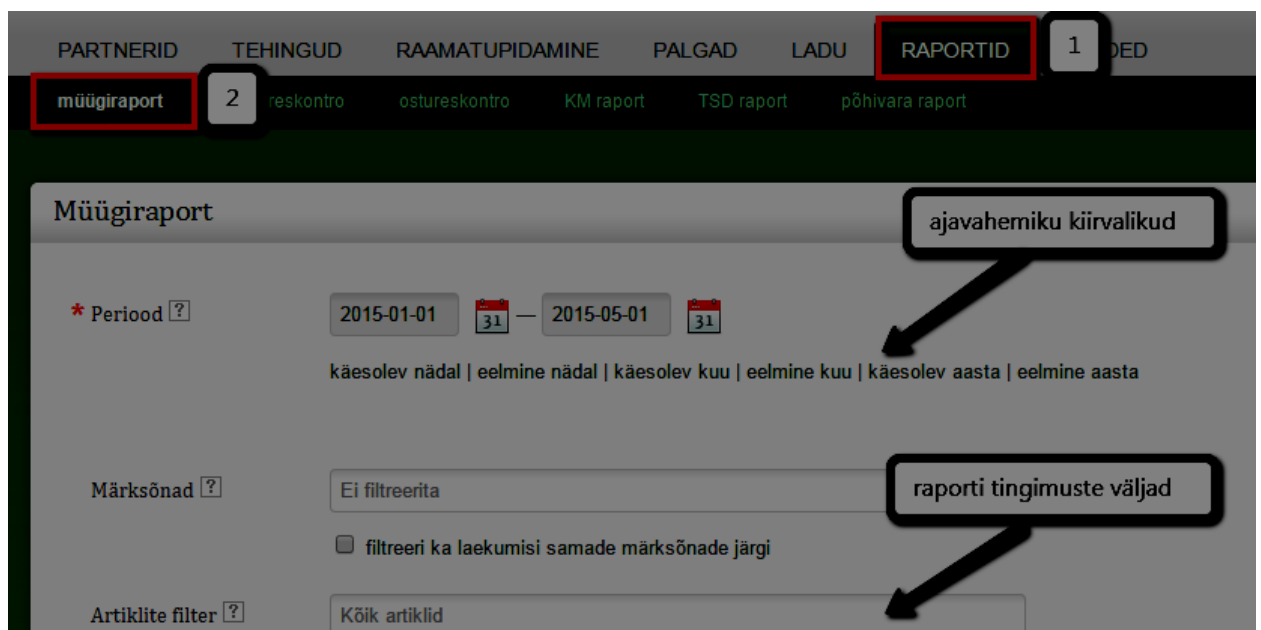 PARTNERID TEHINGUD RAAMATUPIDAMINE PALGAD LADU RAPORTID 1 DED
müügiraport 2 reskontro ostureskontro KM raport TSD raport põhivara raport
Müügiraport
ajavahemiku kiirvalikud
* Periood ? 2015-01-01 31 — 2015-05-01 31
käesolev nädal | eelmine nädal | käesolev kuu | eelmine kuu | käesolev aasta | eelmine aasta
Märksõnad ? Ei filtreerita
raporti tingimuste väljad
filtreeri ka laekumisi samade märksõnade järgi
Artiklite filter ? Kõik artiklid